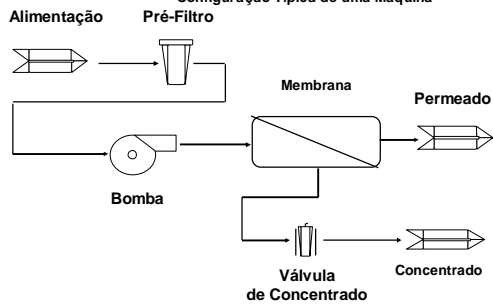 Configuração Típica de uma Máquina
Alimentação
Pré-Filtro
Membrana
Permeado
Bomba
Válvula
de Concentrado
Concentrado